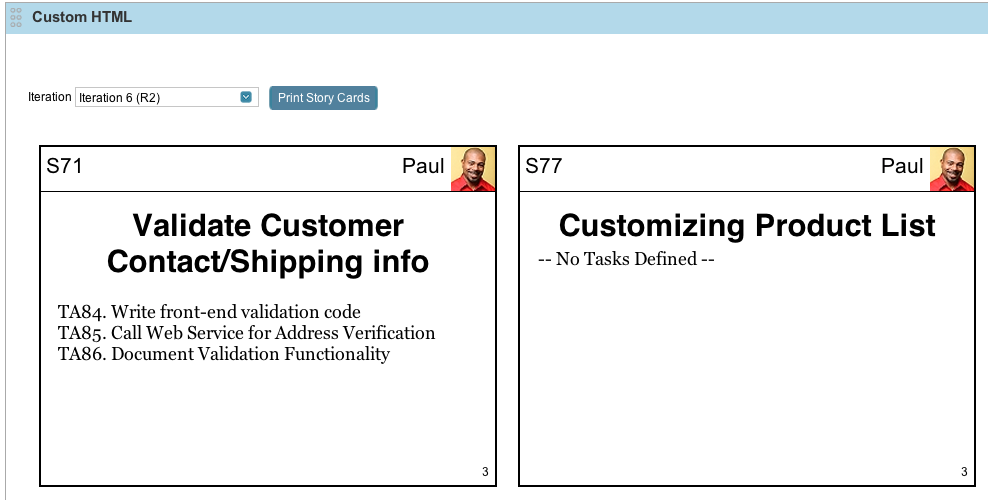 Custom HTML
Iteration Iteration 6 (R2) Print Story Cards
S71 Paul
Validate Customer
Contact/Shipping info
TA84. Write front-end validation code
TA85. Call Web Service for Address Verification
TA86. Document Validation Functionality
3
S77 Paul
Customizing Product List
-- No Tasks Defined --
3